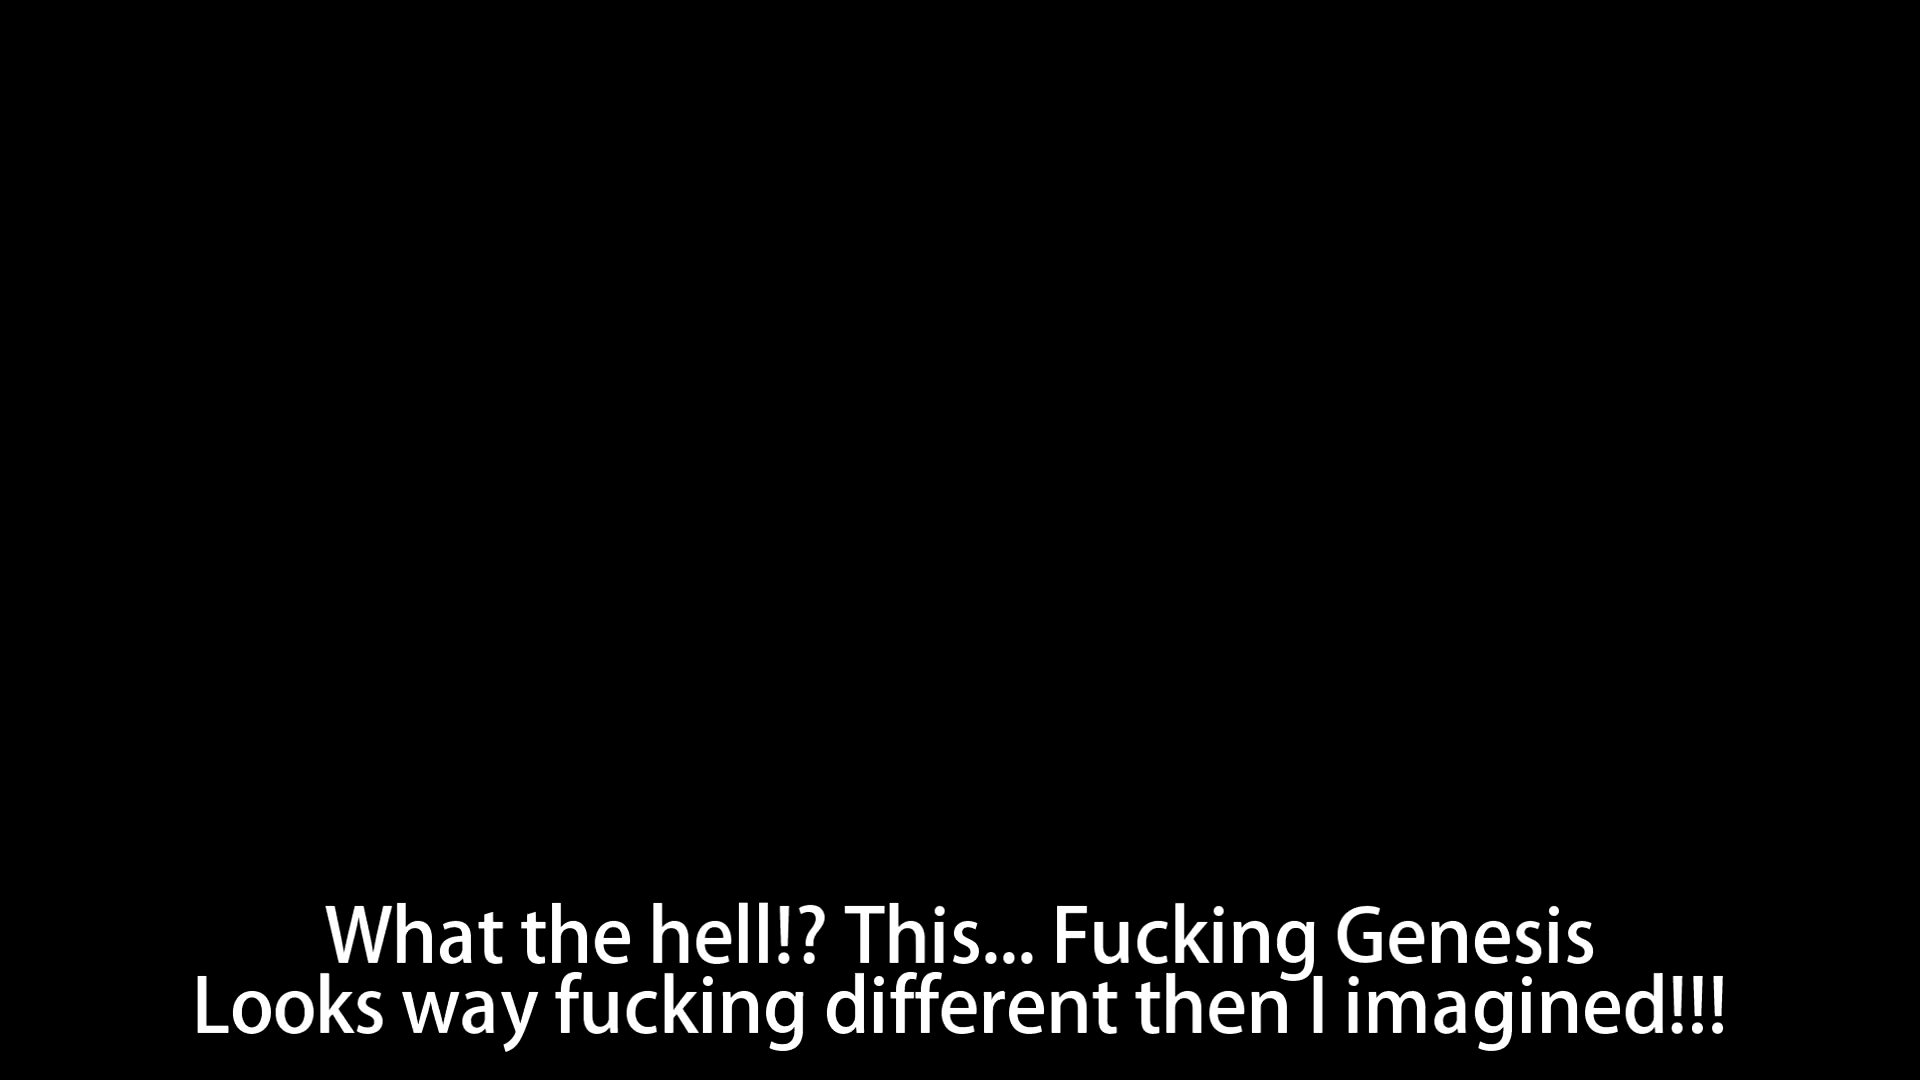 What the hell!? This... Fucking Genesis
Looks way fucking different then I imagined!!!